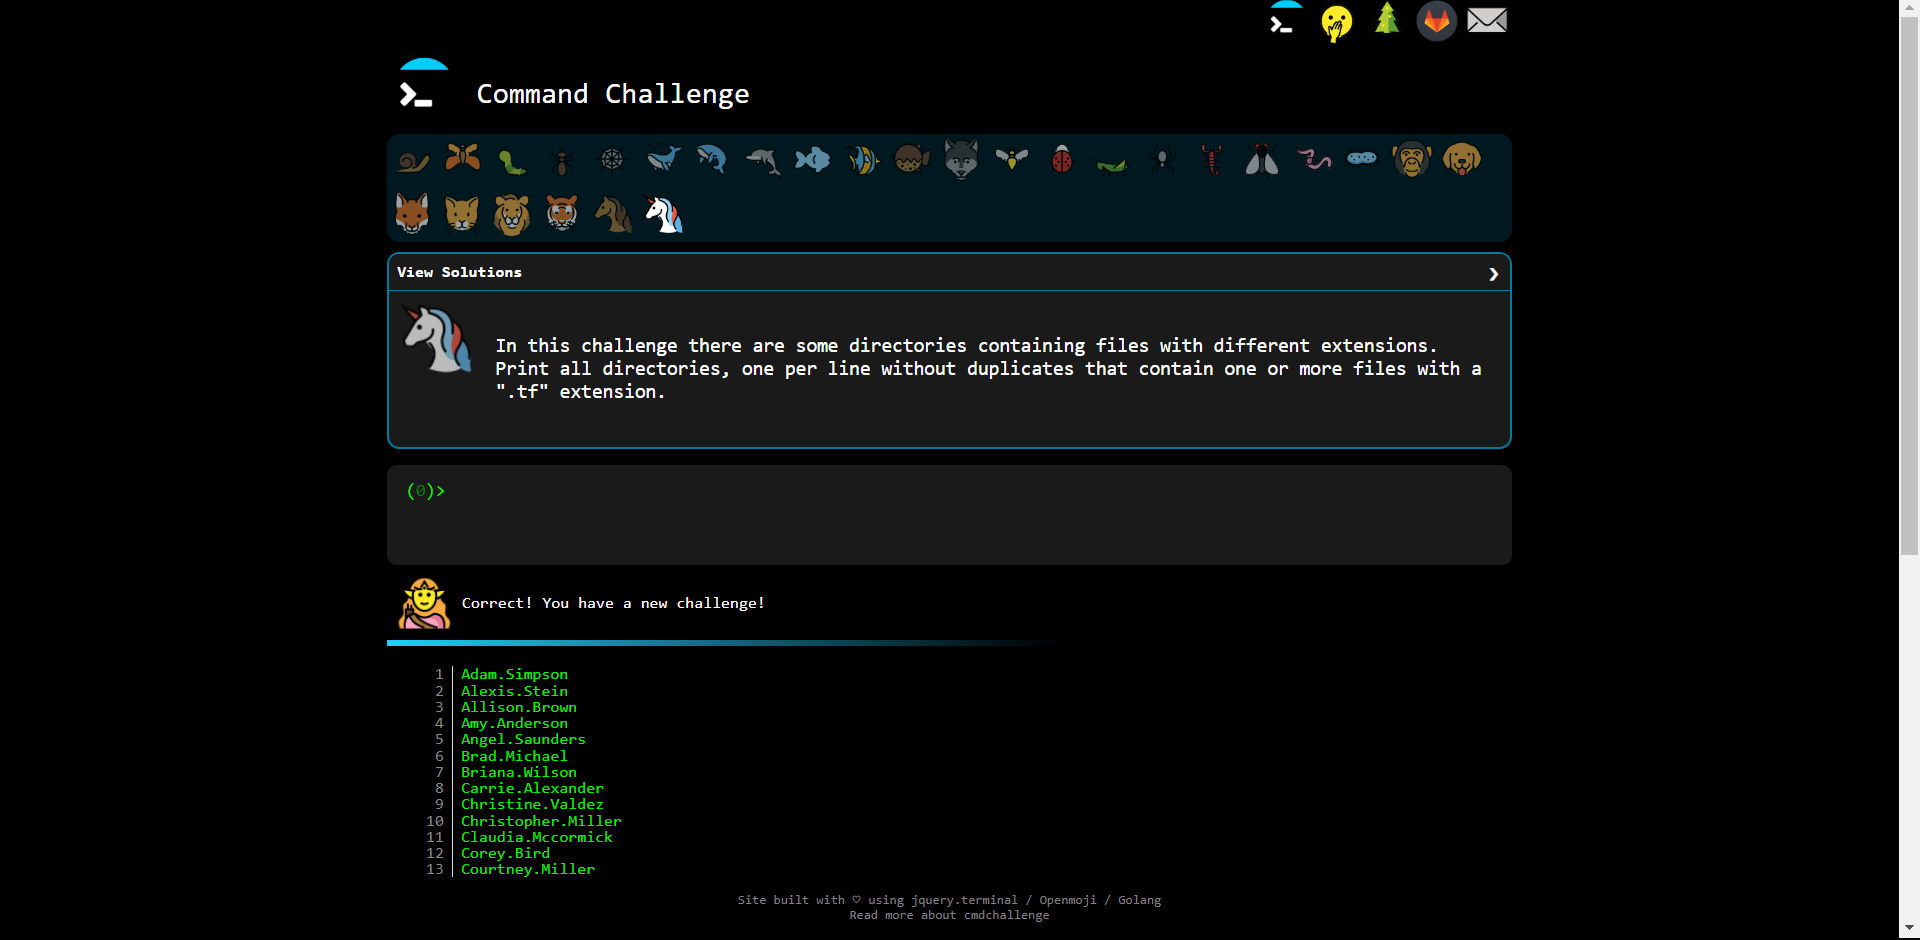 Command Challenge
View Solutions
In this challenge there are some directories containing files with different extensions.
Print all directories, one per line without duplicates that contain one or more files with a
".tf" extension.
(0)>
Correct! You have a new challenge!
1 Adam.Simpson
2 Alexis.Stein
3 Allison.Brown
4 Amy.Anderson
5 Angel.Saunders
6 Brad.Michael
7 Briana.Wilson
8 Carrie.Alexander
9 Christine.Valdez
10 Christopher.Miller
11 Claudia.Mccormick
12 Corey.Bird
13 Courtney.Miller
Site built with ♡ using jquery.terminal / Openmoji / Golang
Read more about cmdchallenge